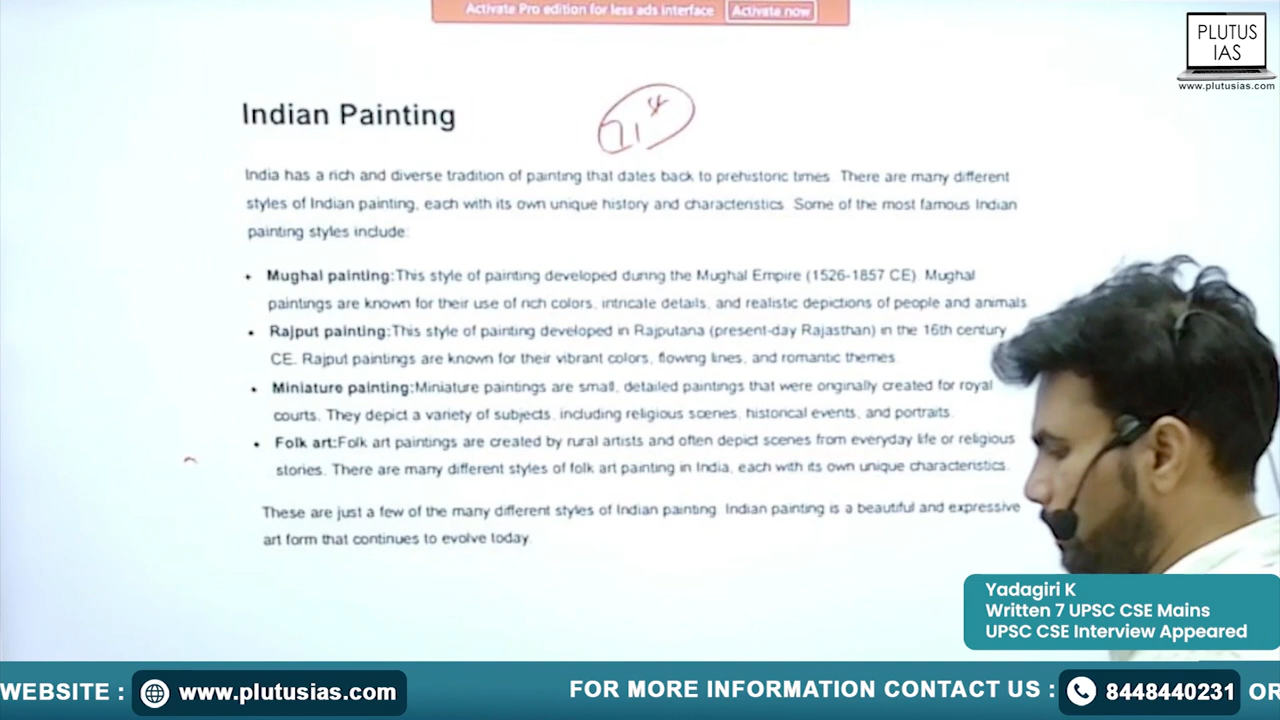 Activate Pro edition for less ads interface Activate now
PLUTUS
IAS
www.plutusias.com
Indian Painting
21st
India has a rich and diverse tradition of painting that dates back to prehistoric times. There are many different
styles of Indian painting, each with its own unique history and characteristics. Some of the most famous Indian
painting styles include:
• Mughal painting:This style of painting developed during the Mughal Empire (1526-1857 CE). Mughal
paintings are known for their use of rich colors, intricate details, and realistic depictions of people and animals.
• Rajput painting:This style of painting developed in Rajputana (present-day Rajasthan) in the 16th century
CE. Rajput paintings are known for their vibrant colors, flowing lines, and romantic themes.
• Miniature painting:Miniature paintings are small, detailed paintings that were originally created for royal
courts. They depict a variety of subjects, including religious scenes, historical events, and portraits.
• Folk art:Folk art paintings are created by rural artists and often depict scenes from everyday life or religious
stories. There are many different styles of folk art painting in India, each with its own unique characteristics.
These are just a few of the many different styles of Indian painting. Indian painting is a beautiful and expressive
art form that continues to evolve today.
Yadagiri K
Written 7 UPSC CSE Mains
UPSC CSE Interview Appeared
WEBSITE : www.plutusias.com FOR MORE INFORMATION CONTACT US : 8448440231 OR